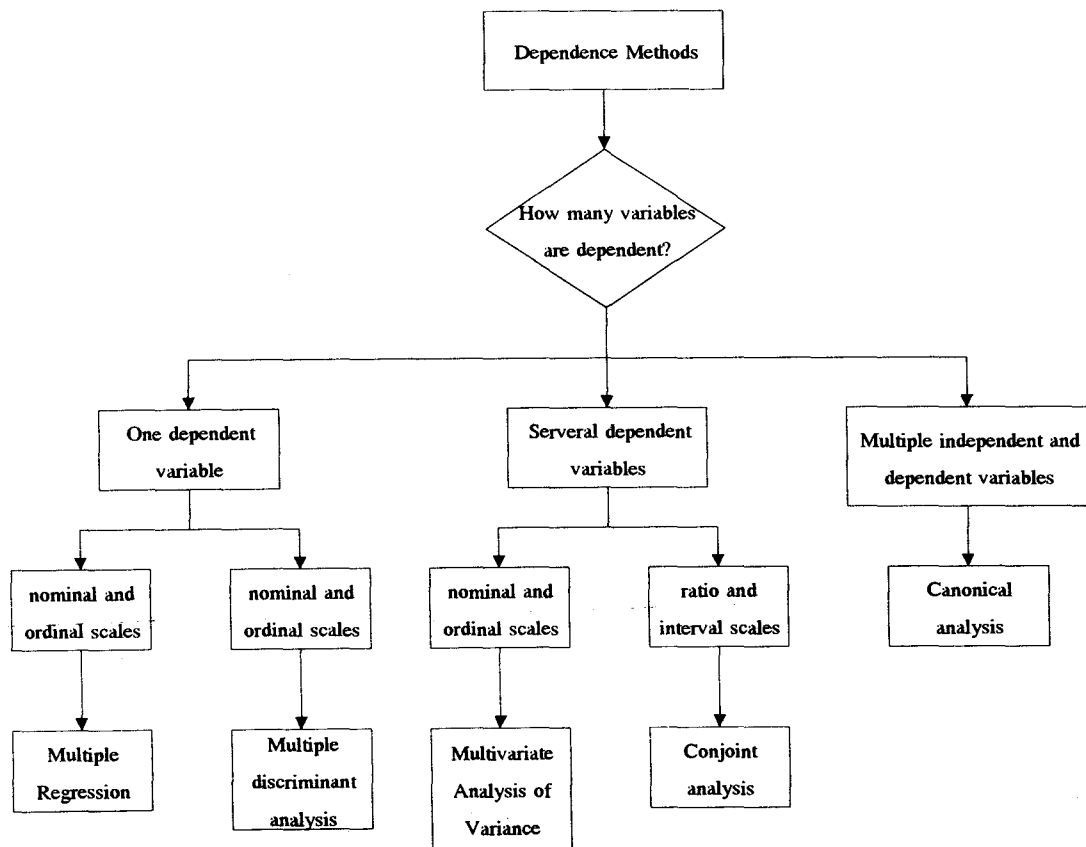 Dependence Methods
How many variables
are dependent?
One dependent
variable
Serveral dependent
variables
Multiple independent and
dependent variables
nominal and
ordinal scales
nominal and
ordinal scales
nominal and
ordinal scales
ratio and
interval scales
Canonical
analysis
Multiple
Regression
Multiple
discriminant
analysis
Multivariate
Analysis of
Variance
Conjoint
analysis